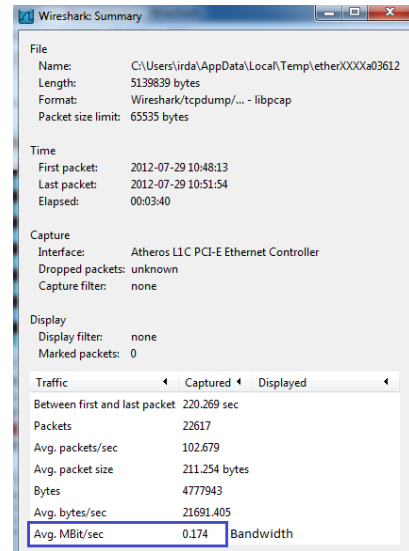 Wireshark: Summary
File
Name: C:\Users\irda\AppData\Local\Temp\etherXXXXa03612
Length: 5139839 bytes
Format: Wireshark/tcpdump/... - libpcap
Packet size limit: 65535 bytes
Time
First packet: 2012-07-29 10:48:13
Last packet: 2012-07-29 10:51:54
Elapsed: 00:03:40
Capture
Interface: Atheros L1C PCI-E Ethernet Controller
Dropped packets: unknown
Capture filter: none
Display
Display filter: none
Marked packets: 0
Traffic Captured Displayed
Between first and last packet 220.269 sec
Packets 22617
Avg. packets/sec 102.679
Avg. packet size 211.254 bytes
Bytes 4777943
Avg. bytes/sec 21691.405
Avg. MBit/sec 0.174 Bandwidth